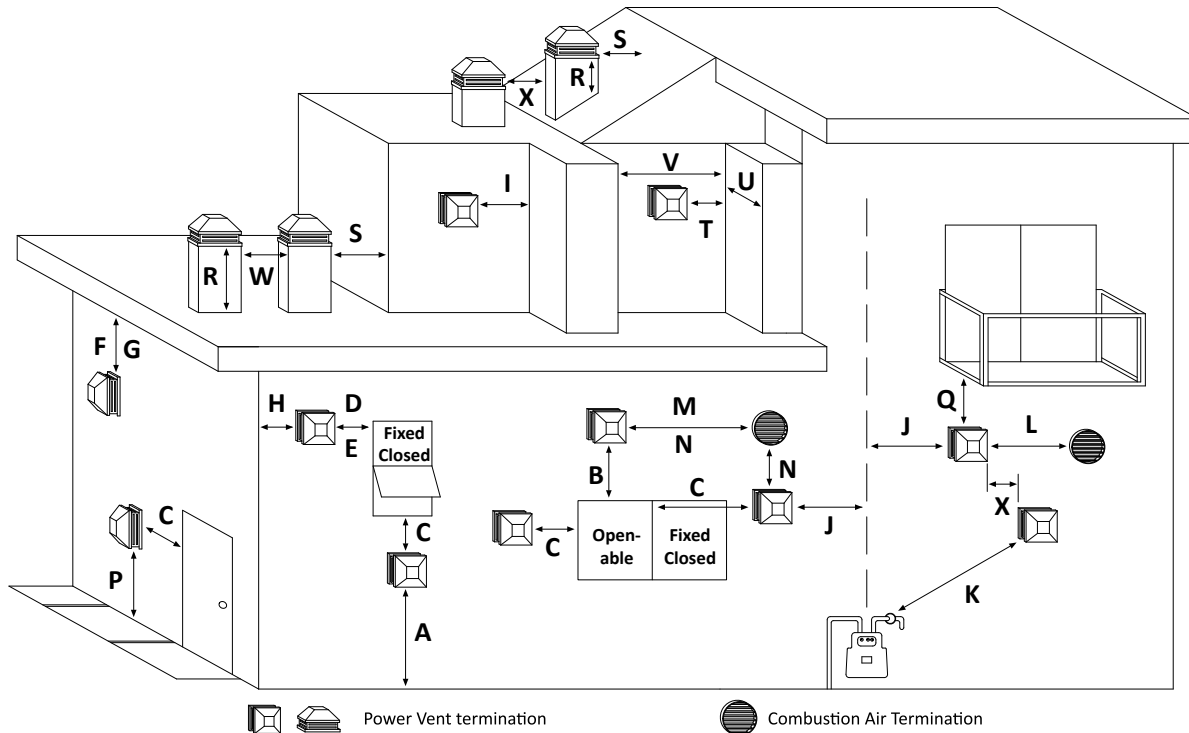 S
R
X
V
I
U
T
S
R
W
F
G
H
D
E
Fixed
Closed
M
N
B
N
C
Q
J
L
X
C
C
J
C
Open-
able
Fixed
Closed
P
A
K
Power Vent termination
Combustion Air Termination